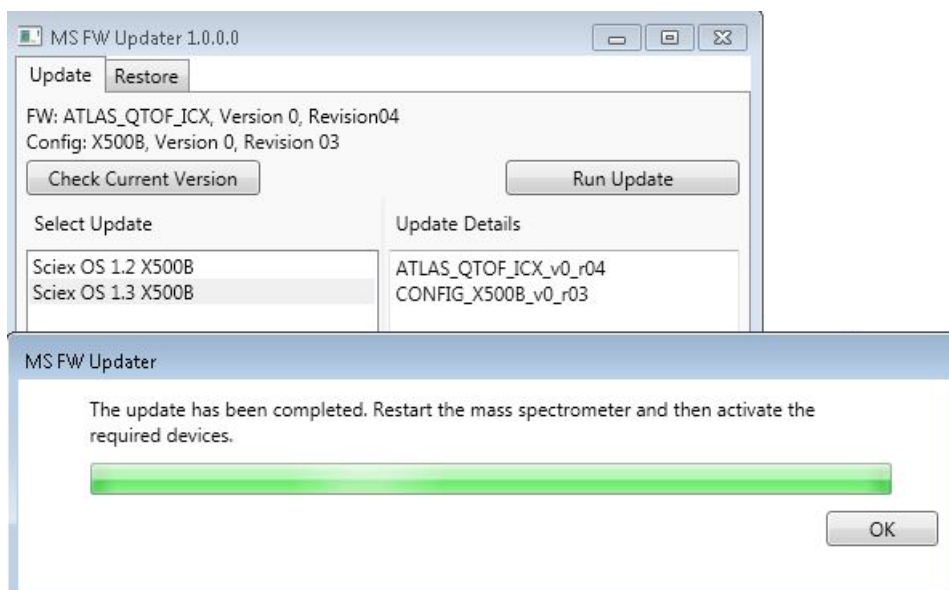 MS FW Updater 1.0.0.0
Update Restore
FW: ATLAS_QTOF_ICX, Version 0, Revision04
Config: X500B, Version 0, Revision 03
Check Current Version Run Update
Select Update Update Details
Sciex OS 1.2 X500B ATLAS_QTOF_ICX_v0_r04
Sciex OS 1.3 X500B CONFIG_X500B_v0_r03
MS FW Updater
The update has been completed. Restart the mass spectrometer and then activate the
required devices.
OK